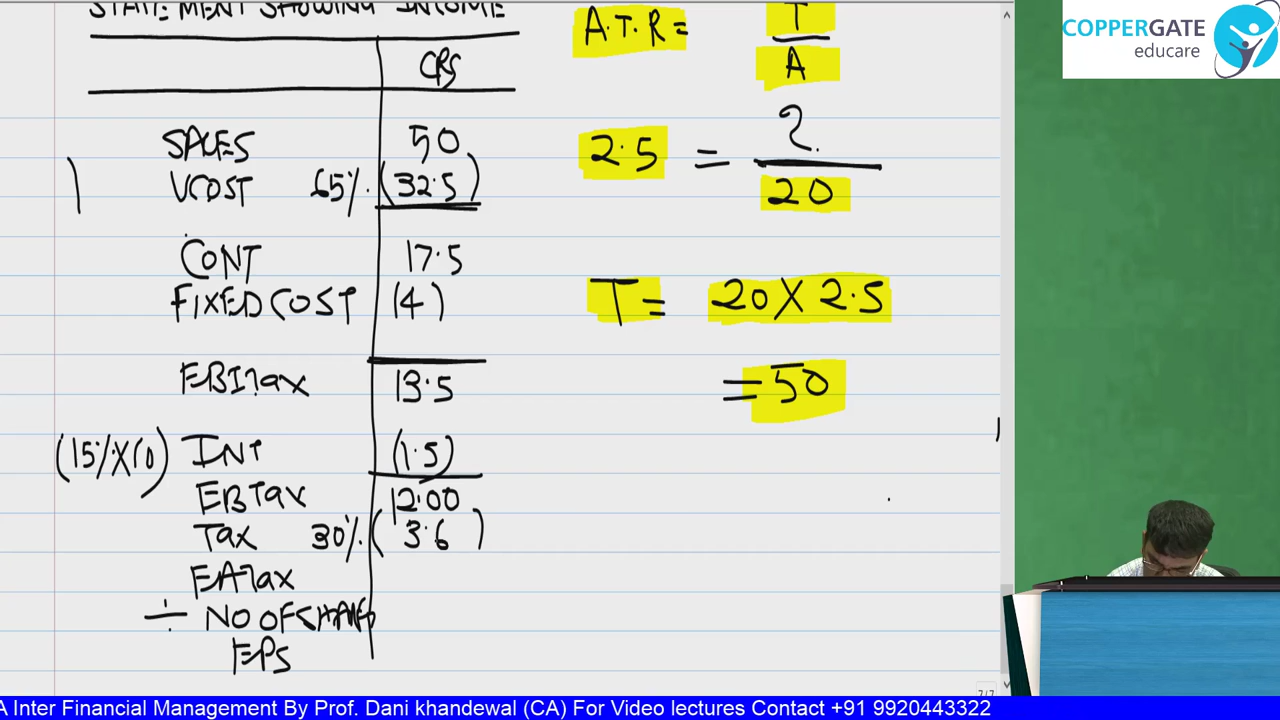 STATEMENT SHOWING INCOME
CRS
SALES 50
VCOST 65% (32.5)
CONT 17.5
FIXED COST (4)
EBITax 13.5
(15%X10) INT (1.5)
EBTax 12.00
Tax 30% (3.6)
EATax
÷ NO OF SHARES
EPS
A.T.R = T
A
2.5 = ?
20
T = 20 X 2.5
= 50
COPPERGATE
educare
7/7
A Inter Financial Management By Prof. Dani khandewal (CA) For Video lectures Contact +91 9920443322